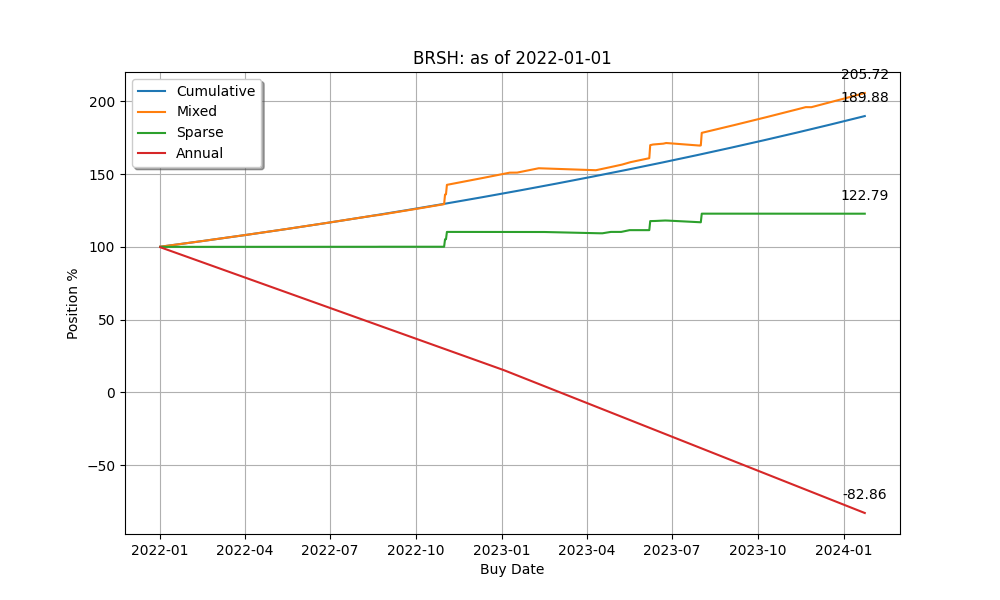 BRSH: as of 2022-01-01
Cumulative
Mixed
Sparse
Annual
205.72
189.88
122.79
-82.86
200
150
100
50
0
−50
Position %
2022-01 2022-04 2022-07 2022-10 2023-01 2023-04 2023-07 2023-10 2024-01
Buy Date